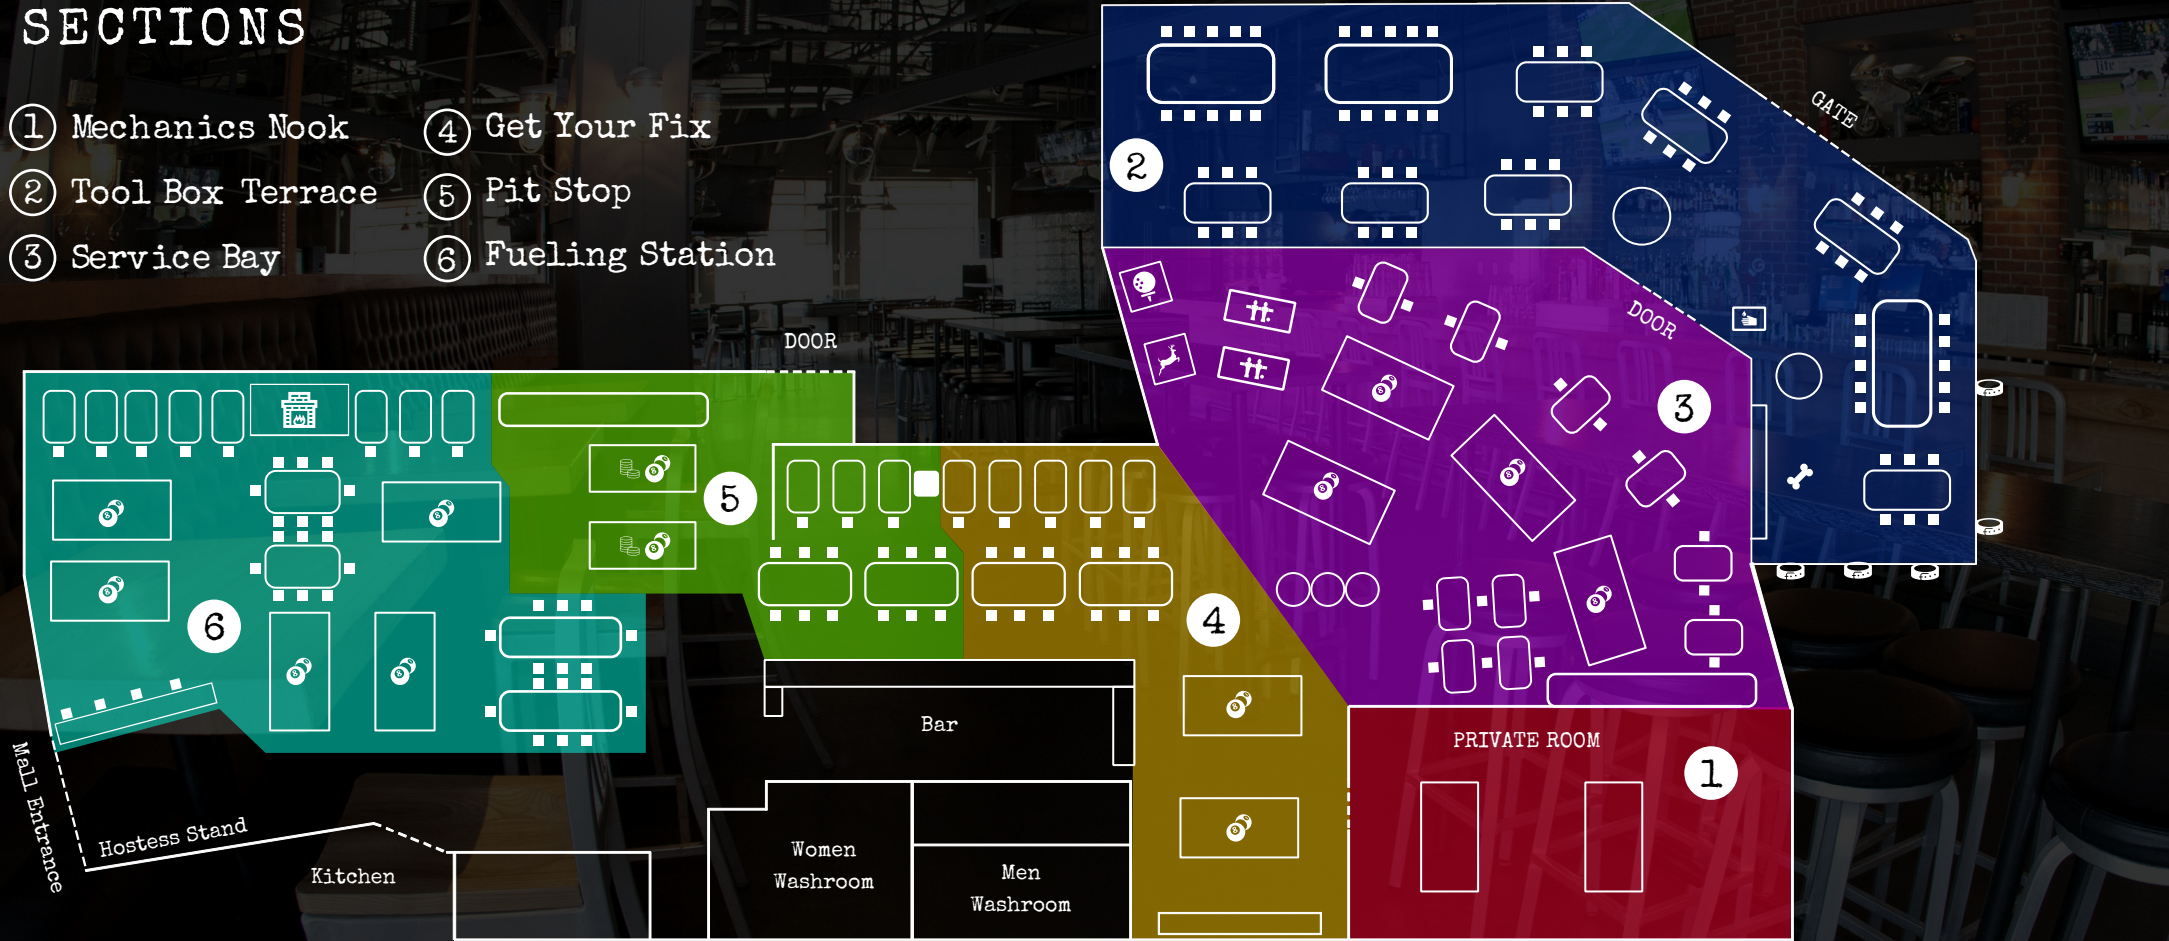 SECTIONS
1 Mechanics Nook
2 Tool Box Terrace
3 Service Bay
4 Get Your Fix
5 Pit Stop
6 Fueling Station
GATE
2
DOOR
3
DOOR
5
6
4
Bar
PRIVATE ROOM
1
Mall Entrance
Hostess Stand
Kitchen
Women
Washroom
Men
Washroom